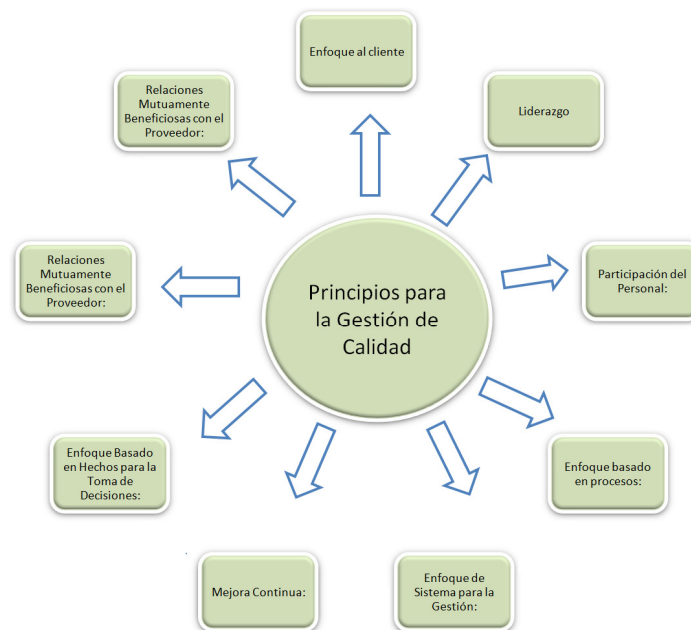 Enfoque al cliente
Relaciones
Mutuamente
Beneficiosas con el
Proveedor:
Liderazgo
Relaciones
Mutuamente
Beneficiosas con el
Proveedor:
Principios para
la Gestión de
Calidad
Participación del
Personal:
Enfoque Basado
en Hechos para la
Toma de
Decisiones:
Enfoque basado
en procesos:
Mejora Continua:
Enfoque de
Sistema para la
Gestión: